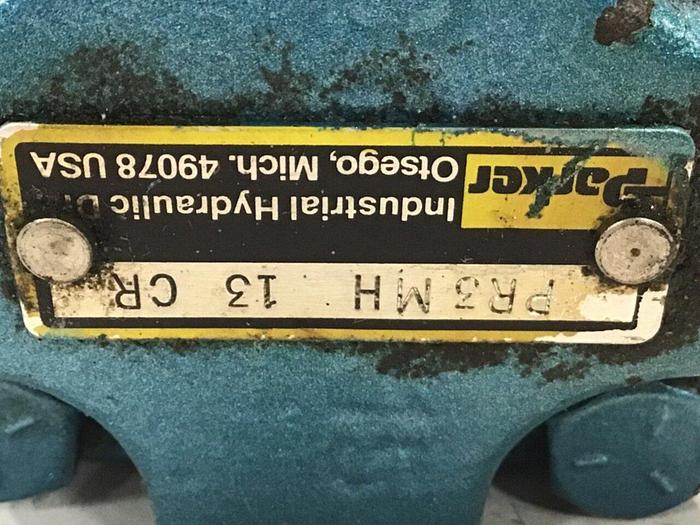 PR3MH 13 CR
Parker
Industrial Hydraulic
Otsego, Mich. 49078 USA